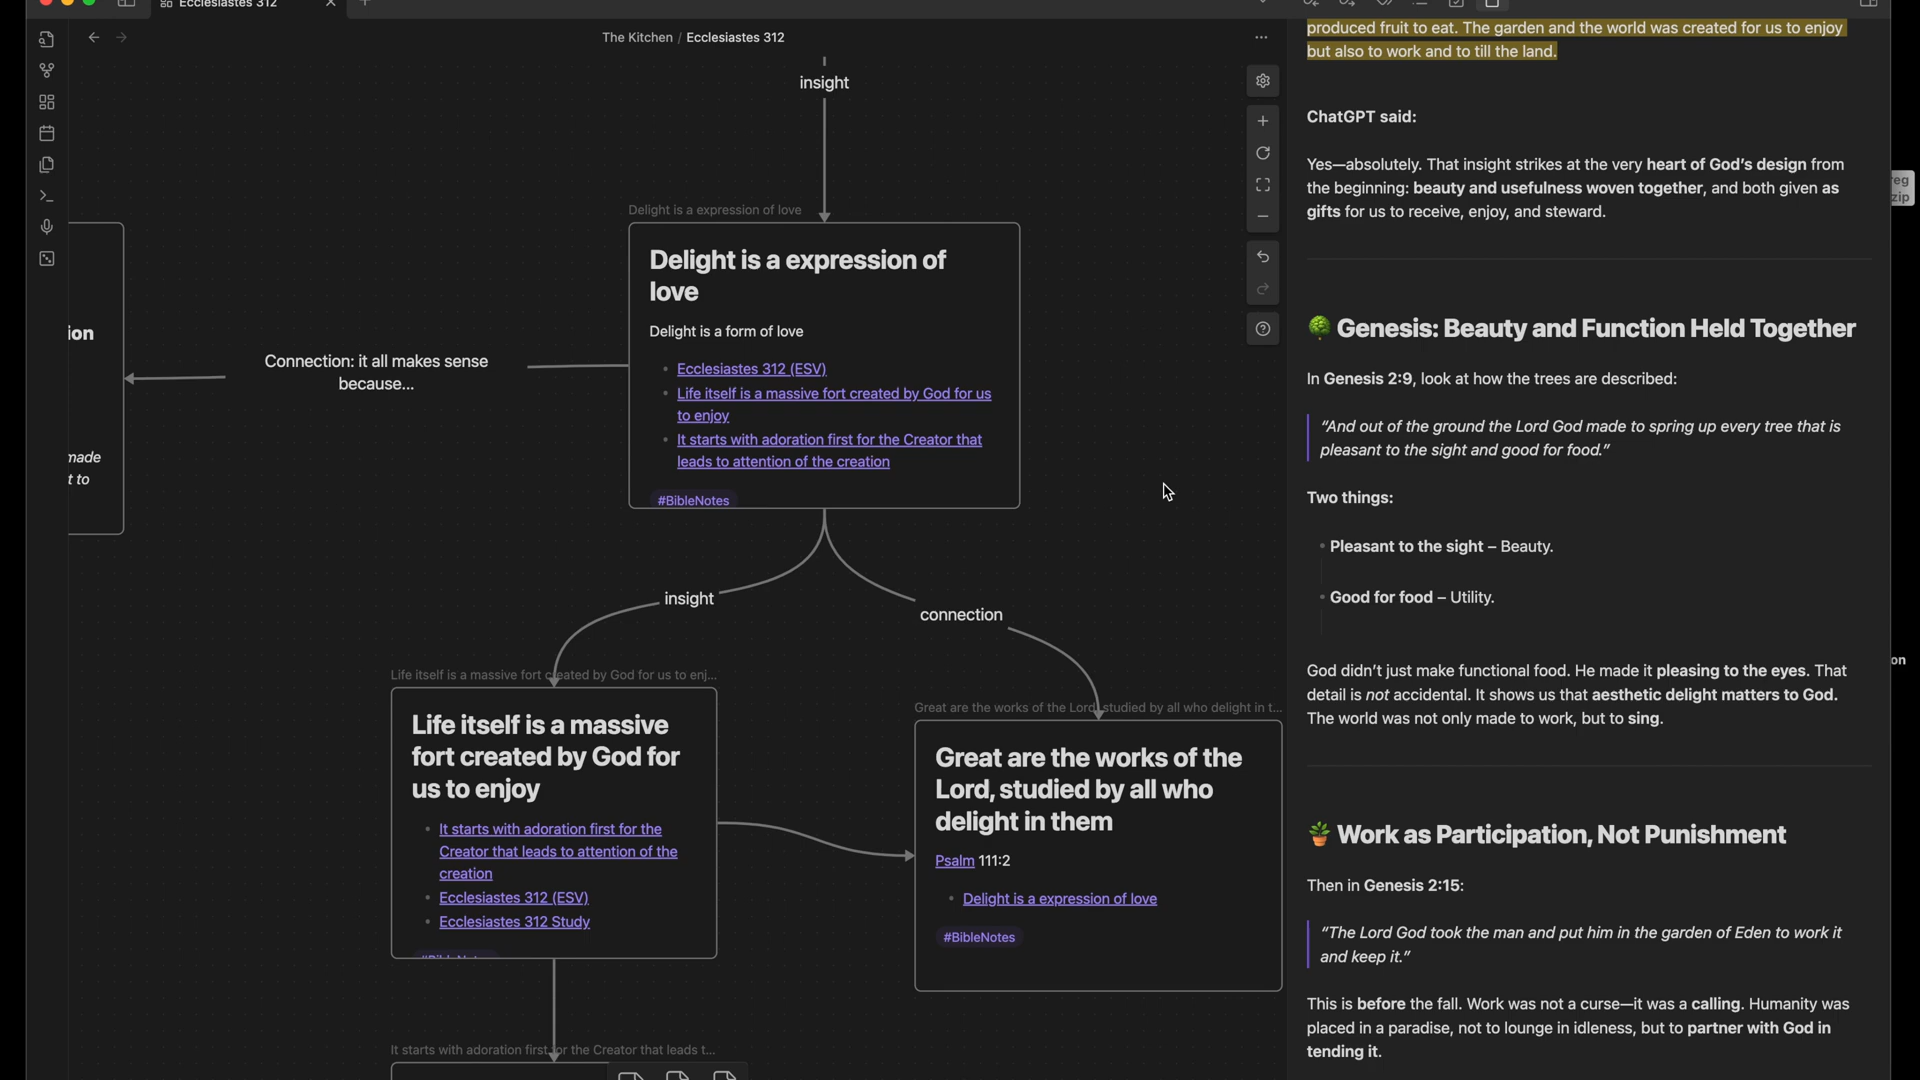 Ecclesiastes 312
The Kitchen / Ecclesiastes 312
insight
Delight is a expression of love
Delight is a expression of
love
Delight is a form of love
Ecclesiastes 312 (ESV)
Life itself is a massive fort created by God for us
to enjoy
It starts with adoration first for the Creator that
leads to attention of the creation
#BibleNotes
Connection: it all makes sense
because...
ion
made
t to
insight
connection
Life itself is a massive fort created by God for us to enj...
Life itself is a massive
fort created by God for
us to enjoy
It starts with adoration first for the
Creator that leads to attention of the
creation
Ecclesiastes 312 (ESV)
Ecclesiastes 312 Study
#BibleNotes
Great are the works of the Lord, studied by all who delight in t...
Great are the works of the
Lord, studied by all who
delight in them
Psalm 111:2
Delight is a expression of love
#BibleNotes
It starts with adoration first for the Creator that leads t...
produced fruit to eat. The garden and the world was created for us to enjoy
but also to work and to till the land.
ChatGPT said:
Yes—absolutely. That insight strikes at the very heart of God’s design from
the beginning: beauty and usefulness woven together, and both given as
gifts for us to receive, enjoy, and steward.
🌳 Genesis: Beauty and Function Held Together
In Genesis 2:9, look at how the trees are described:
“And out of the ground the Lord God made to spring up every tree that is
pleasant to the sight and good for food.”
Two things:
Pleasant to the sight – Beauty.
Good for food – Utility.
God didn’t just make functional food. He made it pleasing to the eyes. That
detail is not accidental. It shows us that aesthetic delight matters to God.
The world was not only made to work, but to sing.
🪴 Work as Participation, Not Punishment
Then in Genesis 2:15:
“The Lord God took the man and put him in the garden of Eden to work it
and keep it.”
This is before the fall. Work was not a curse—it was a calling. Humanity was
placed in a paradise, not to lounge in idleness, but to partner with God in
tending it.
reg
zip
on